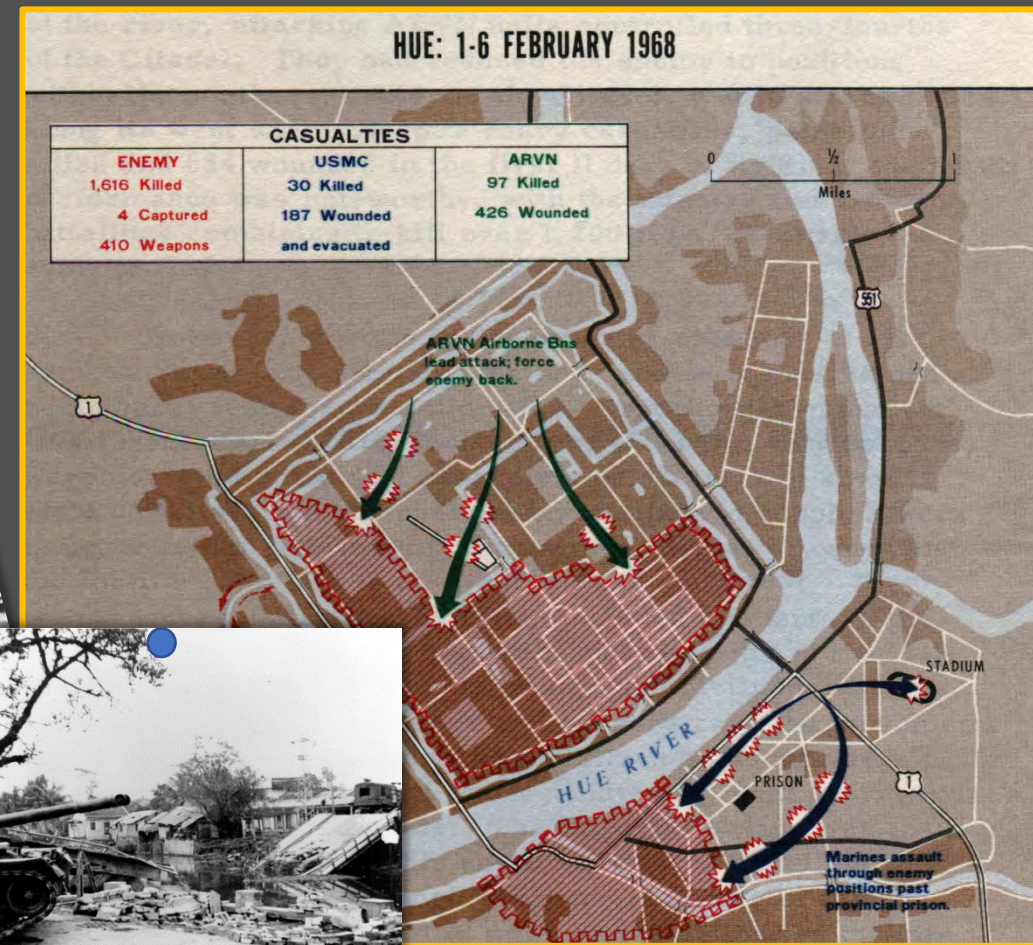 HUE: 1-6 FEBRUARY 1968
CASUALTIES
ENEMY
1,616 Killed
4 Captured
410 Weapons
USMC
30 Killed
187 Wounded
and evacuated
ARVN
97 Killed
426 Wounded
0 ½ 1
Miles
551
ARVN Airborne Bns
lead attack; force
enemy back.
1
STADIUM
HUE RIVER
PRISON
1
Marines assault
through enemy
positions past
provincial prison.